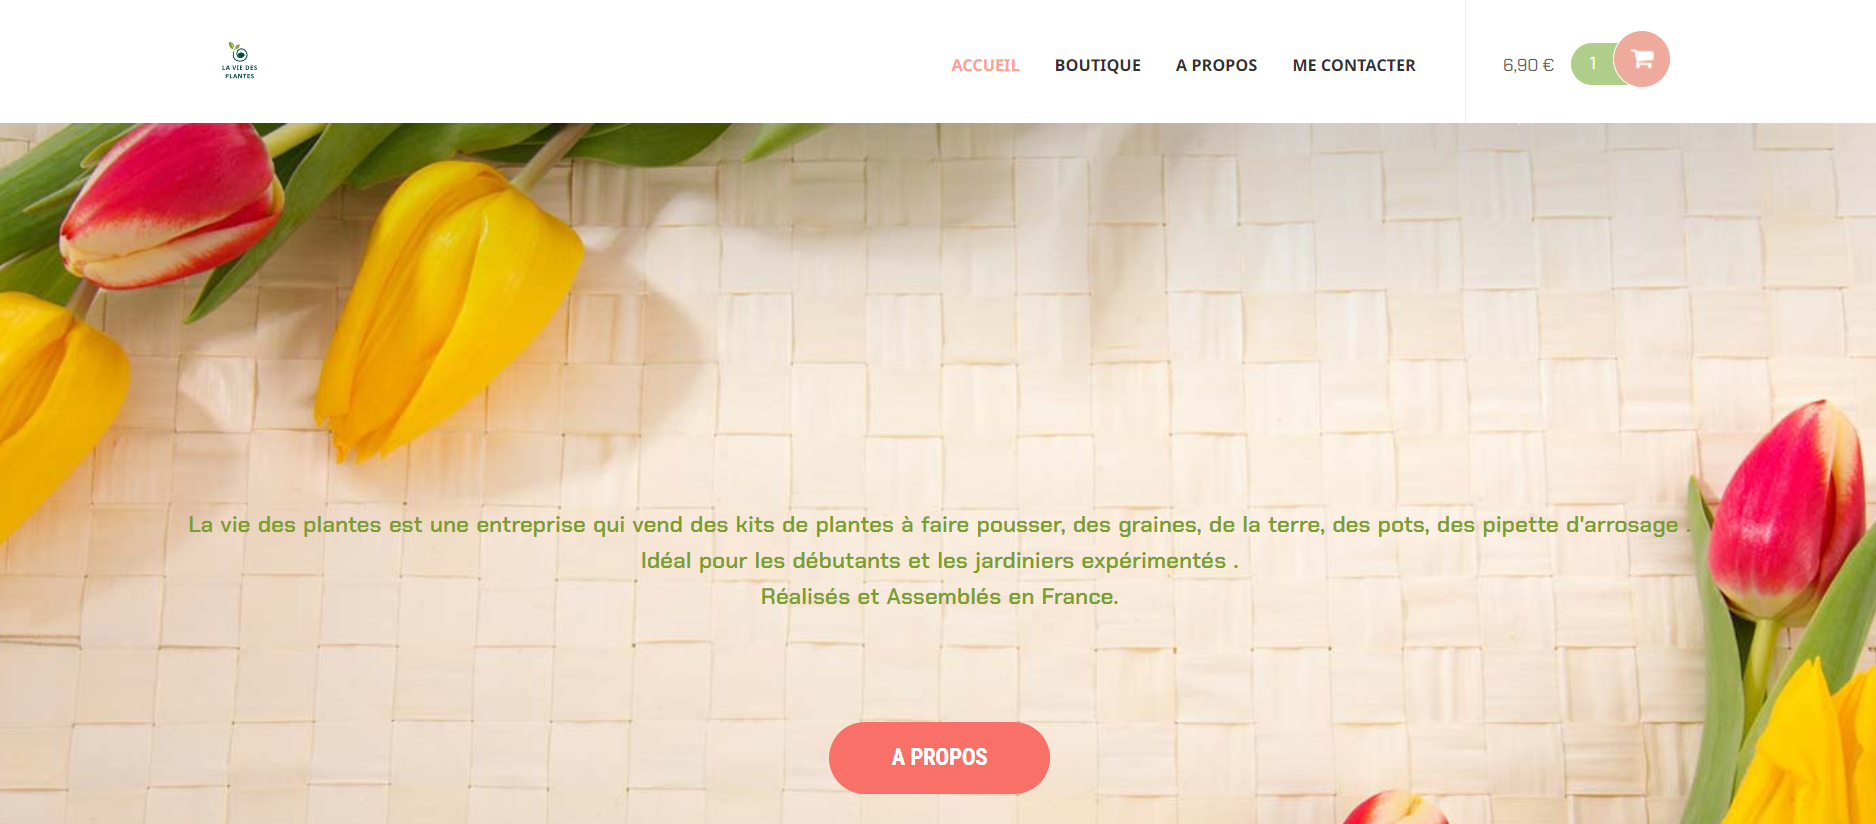 LA VIE DES
PLANTES
ACCUEIL
BOUTIQUE
A PROPOS
ME CONTACTER
6,90 €
1
La vie des plantes est une entreprise qui vend des kits de plantes à faire pousser, des graines, de la terre, des pots, des pipette d'arrosage .
Idéal pour les débutants et les jardiniers expérimentés .
Réalisés et Assemblés en France.
A PROPOS